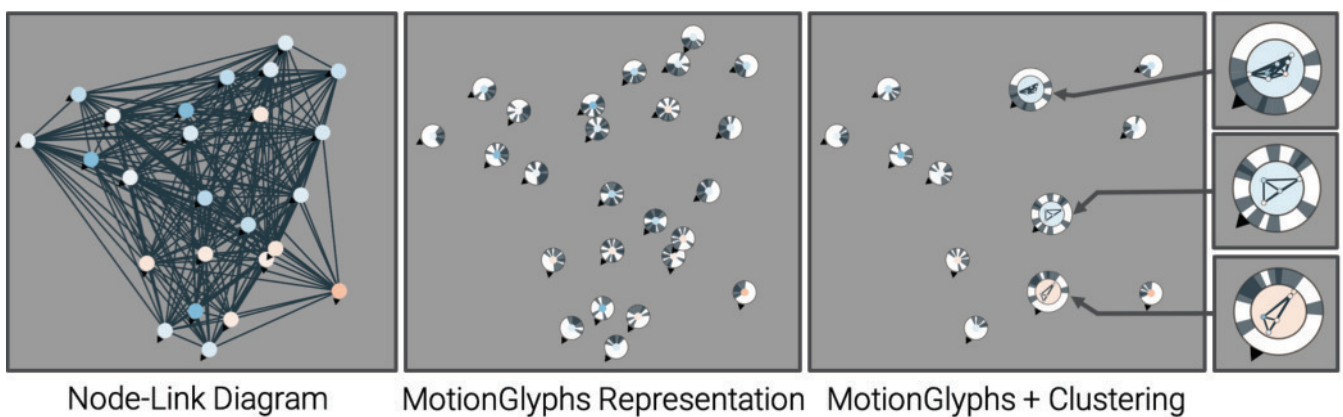 Node-Link Diagram
MotionGlyphs Representation
MotionGlyphs + Clustering